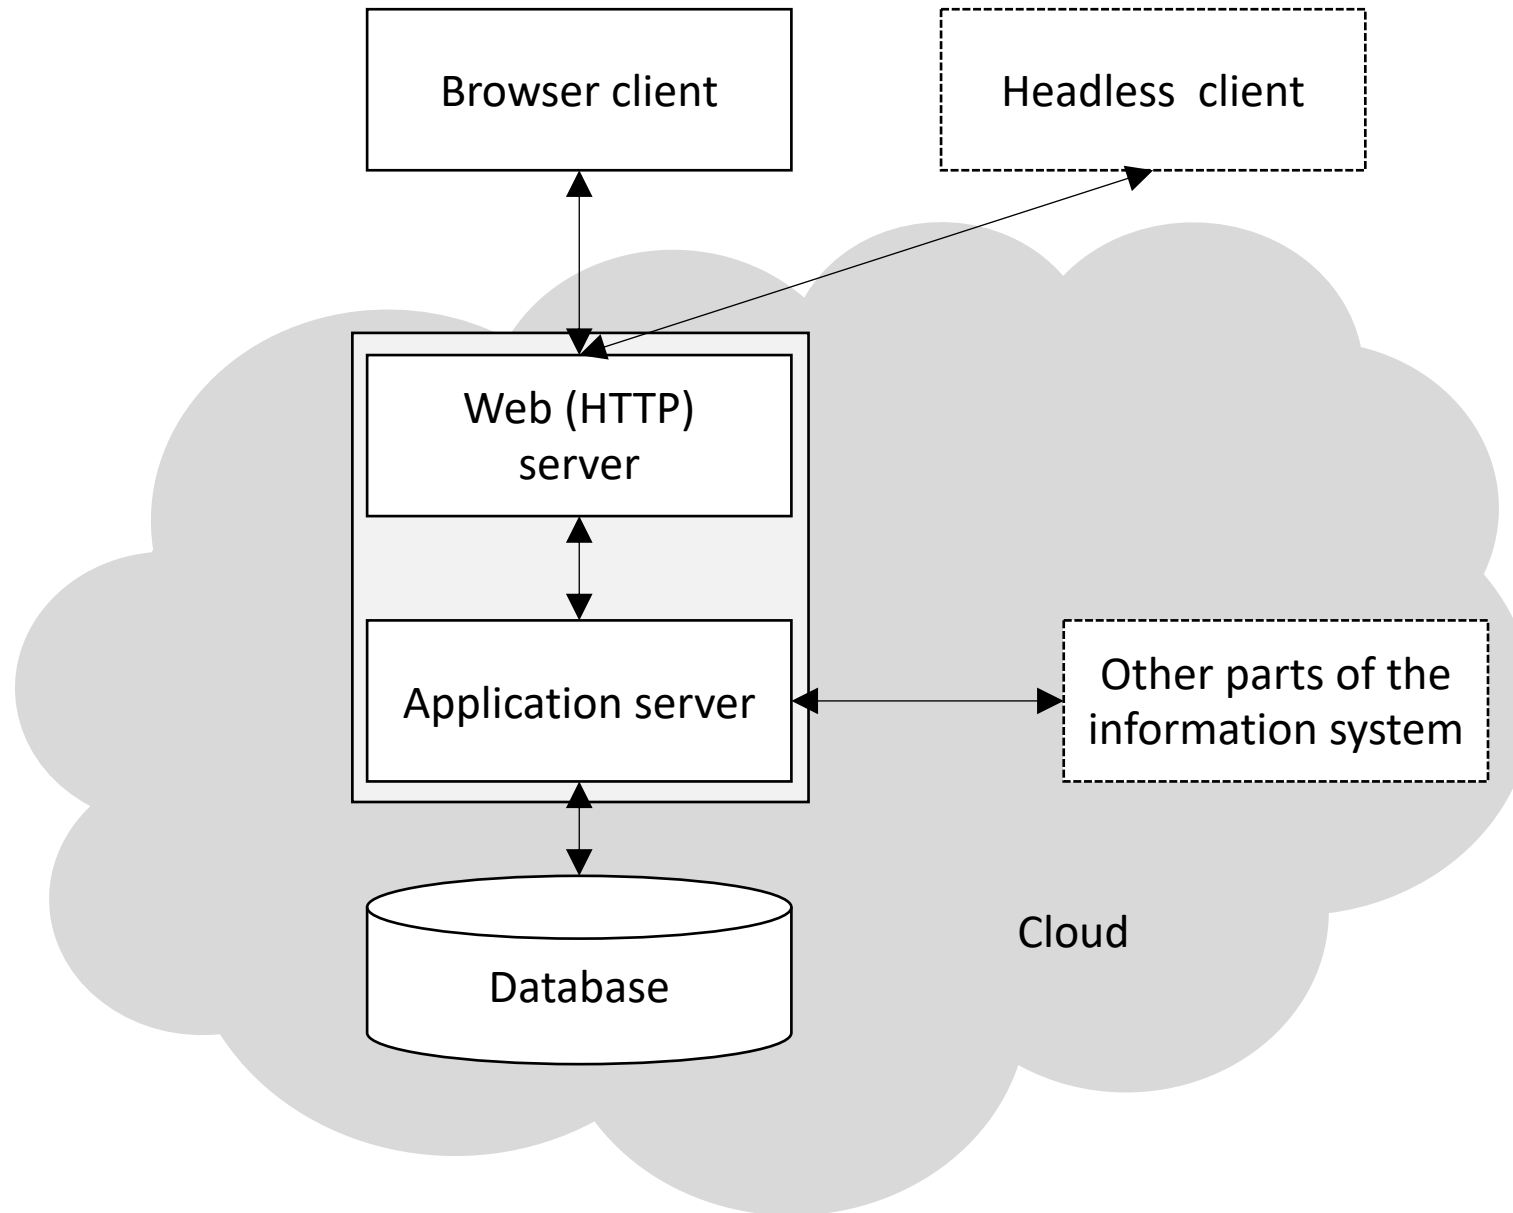 Browser client
Headless  client
Web (HTTP)
server
Application server
Other parts of the
information system
Cloud
Database